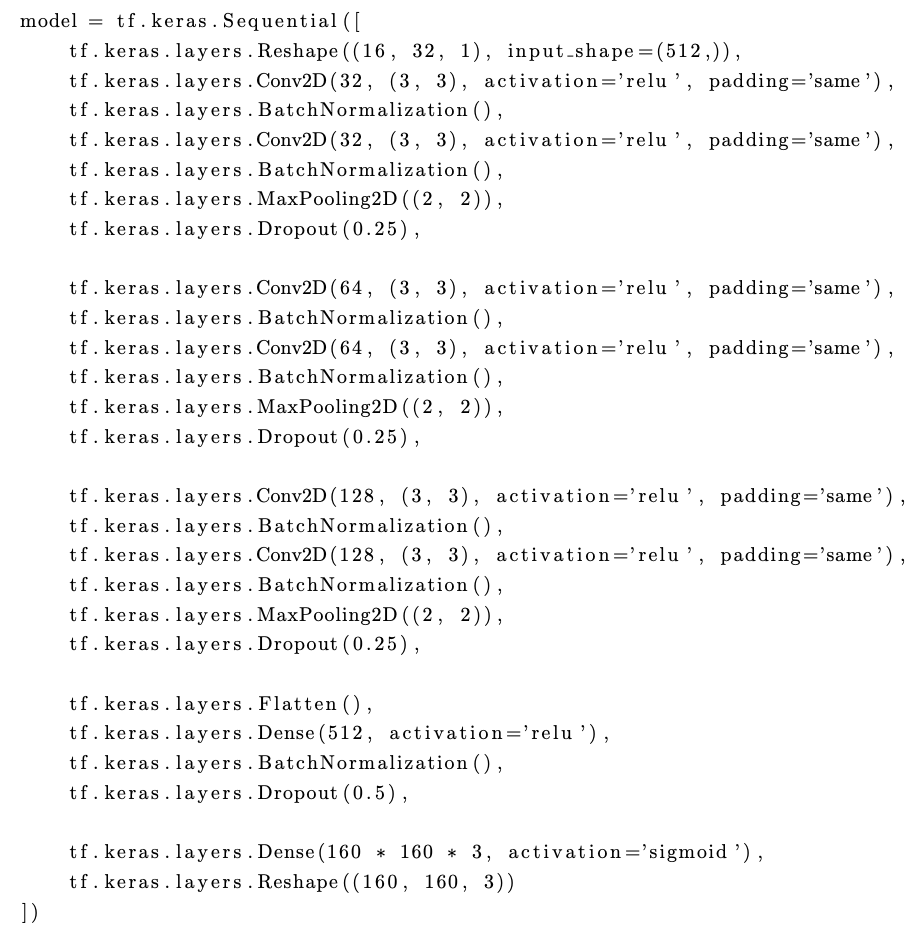 model = tf.keras.Sequential([
    tf.keras.layers.Reshape((16, 32, 1), input_shape=(512,)),
    tf.keras.layers.Conv2D(32, (3, 3), activation='relu', padding='same'),
    tf.keras.layers.BatchNormalization(),
    tf.keras.layers.Conv2D(32, (3, 3), activation='relu', padding='same'),
    tf.keras.layers.BatchNormalization(),
    tf.keras.layers.MaxPooling2D((2, 2)),
    tf.keras.layers.Dropout(0.25),

    tf.keras.layers.Conv2D(64, (3, 3), activation='relu', padding='same'),
    tf.keras.layers.BatchNormalization(),
    tf.keras.layers.Conv2D(64, (3, 3), activation='relu', padding='same'),
    tf.keras.layers.BatchNormalization(),
    tf.keras.layers.MaxPooling2D((2, 2)),
    tf.keras.layers.Dropout(0.25),

    tf.keras.layers.Conv2D(128, (3, 3), activation='relu', padding='same'),
    tf.keras.layers.BatchNormalization(),
    tf.keras.layers.Conv2D(128, (3, 3), activation='relu', padding='same'),
    tf.keras.layers.BatchNormalization(),
    tf.keras.layers.MaxPooling2D((2, 2)),
    tf.keras.layers.Dropout(0.25),

    tf.keras.layers.Flatten(),
    tf.keras.layers.Dense(512, activation='relu'),
    tf.keras.layers.BatchNormalization(),
    tf.keras.layers.Dropout(0.5),

    tf.keras.layers.Dense(160 * 160 * 3, activation='sigmoid'),
    tf.keras.layers.Reshape((160, 160, 3))
])